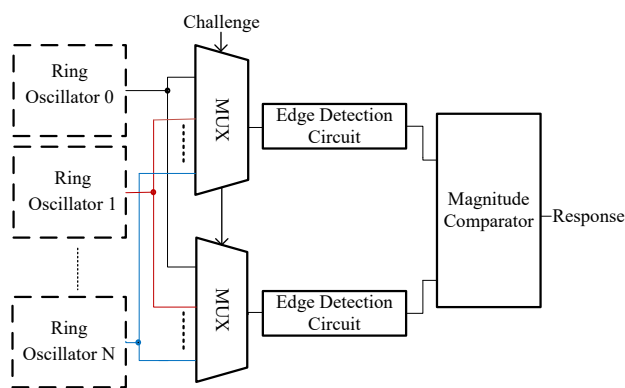 Challenge
Ring
Oscillator 0
MUX
Edge Detection
Circuit
Ring
Oscillator 1
Magnitude
Comparator
Response
Ring
Oscillator N
MUX
Edge Detection
Circuit